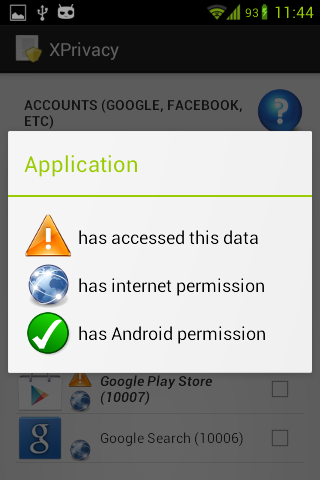 93 11:44
XPrivacy
ACCOUNTS (GOOGLE, FACEBOOK,
ETC)
Application
has accessed this data
has internet permission
has Android permission
Google Play Store
(10007)
Google Search (10006)